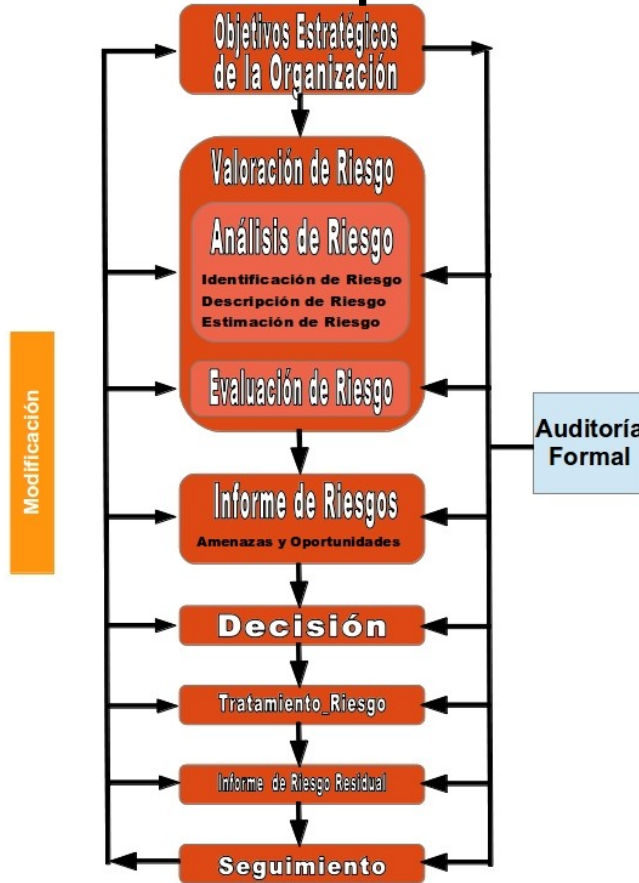 Objetivos Estratégicos
de la Organización
Valoración de Riesgo
Análisis de Riesgo
Identificación de Riesgo
Descripción de Riesgo
Estimación de Riesgo
Evaluación de Riesgo
Modificación
Auditoría
Formal
Informe de Riesgos
Amenazas y Oportunidades
Decisión
Tratamiento_Riesgo
Informe de Riesgo Residual
Seguimiento